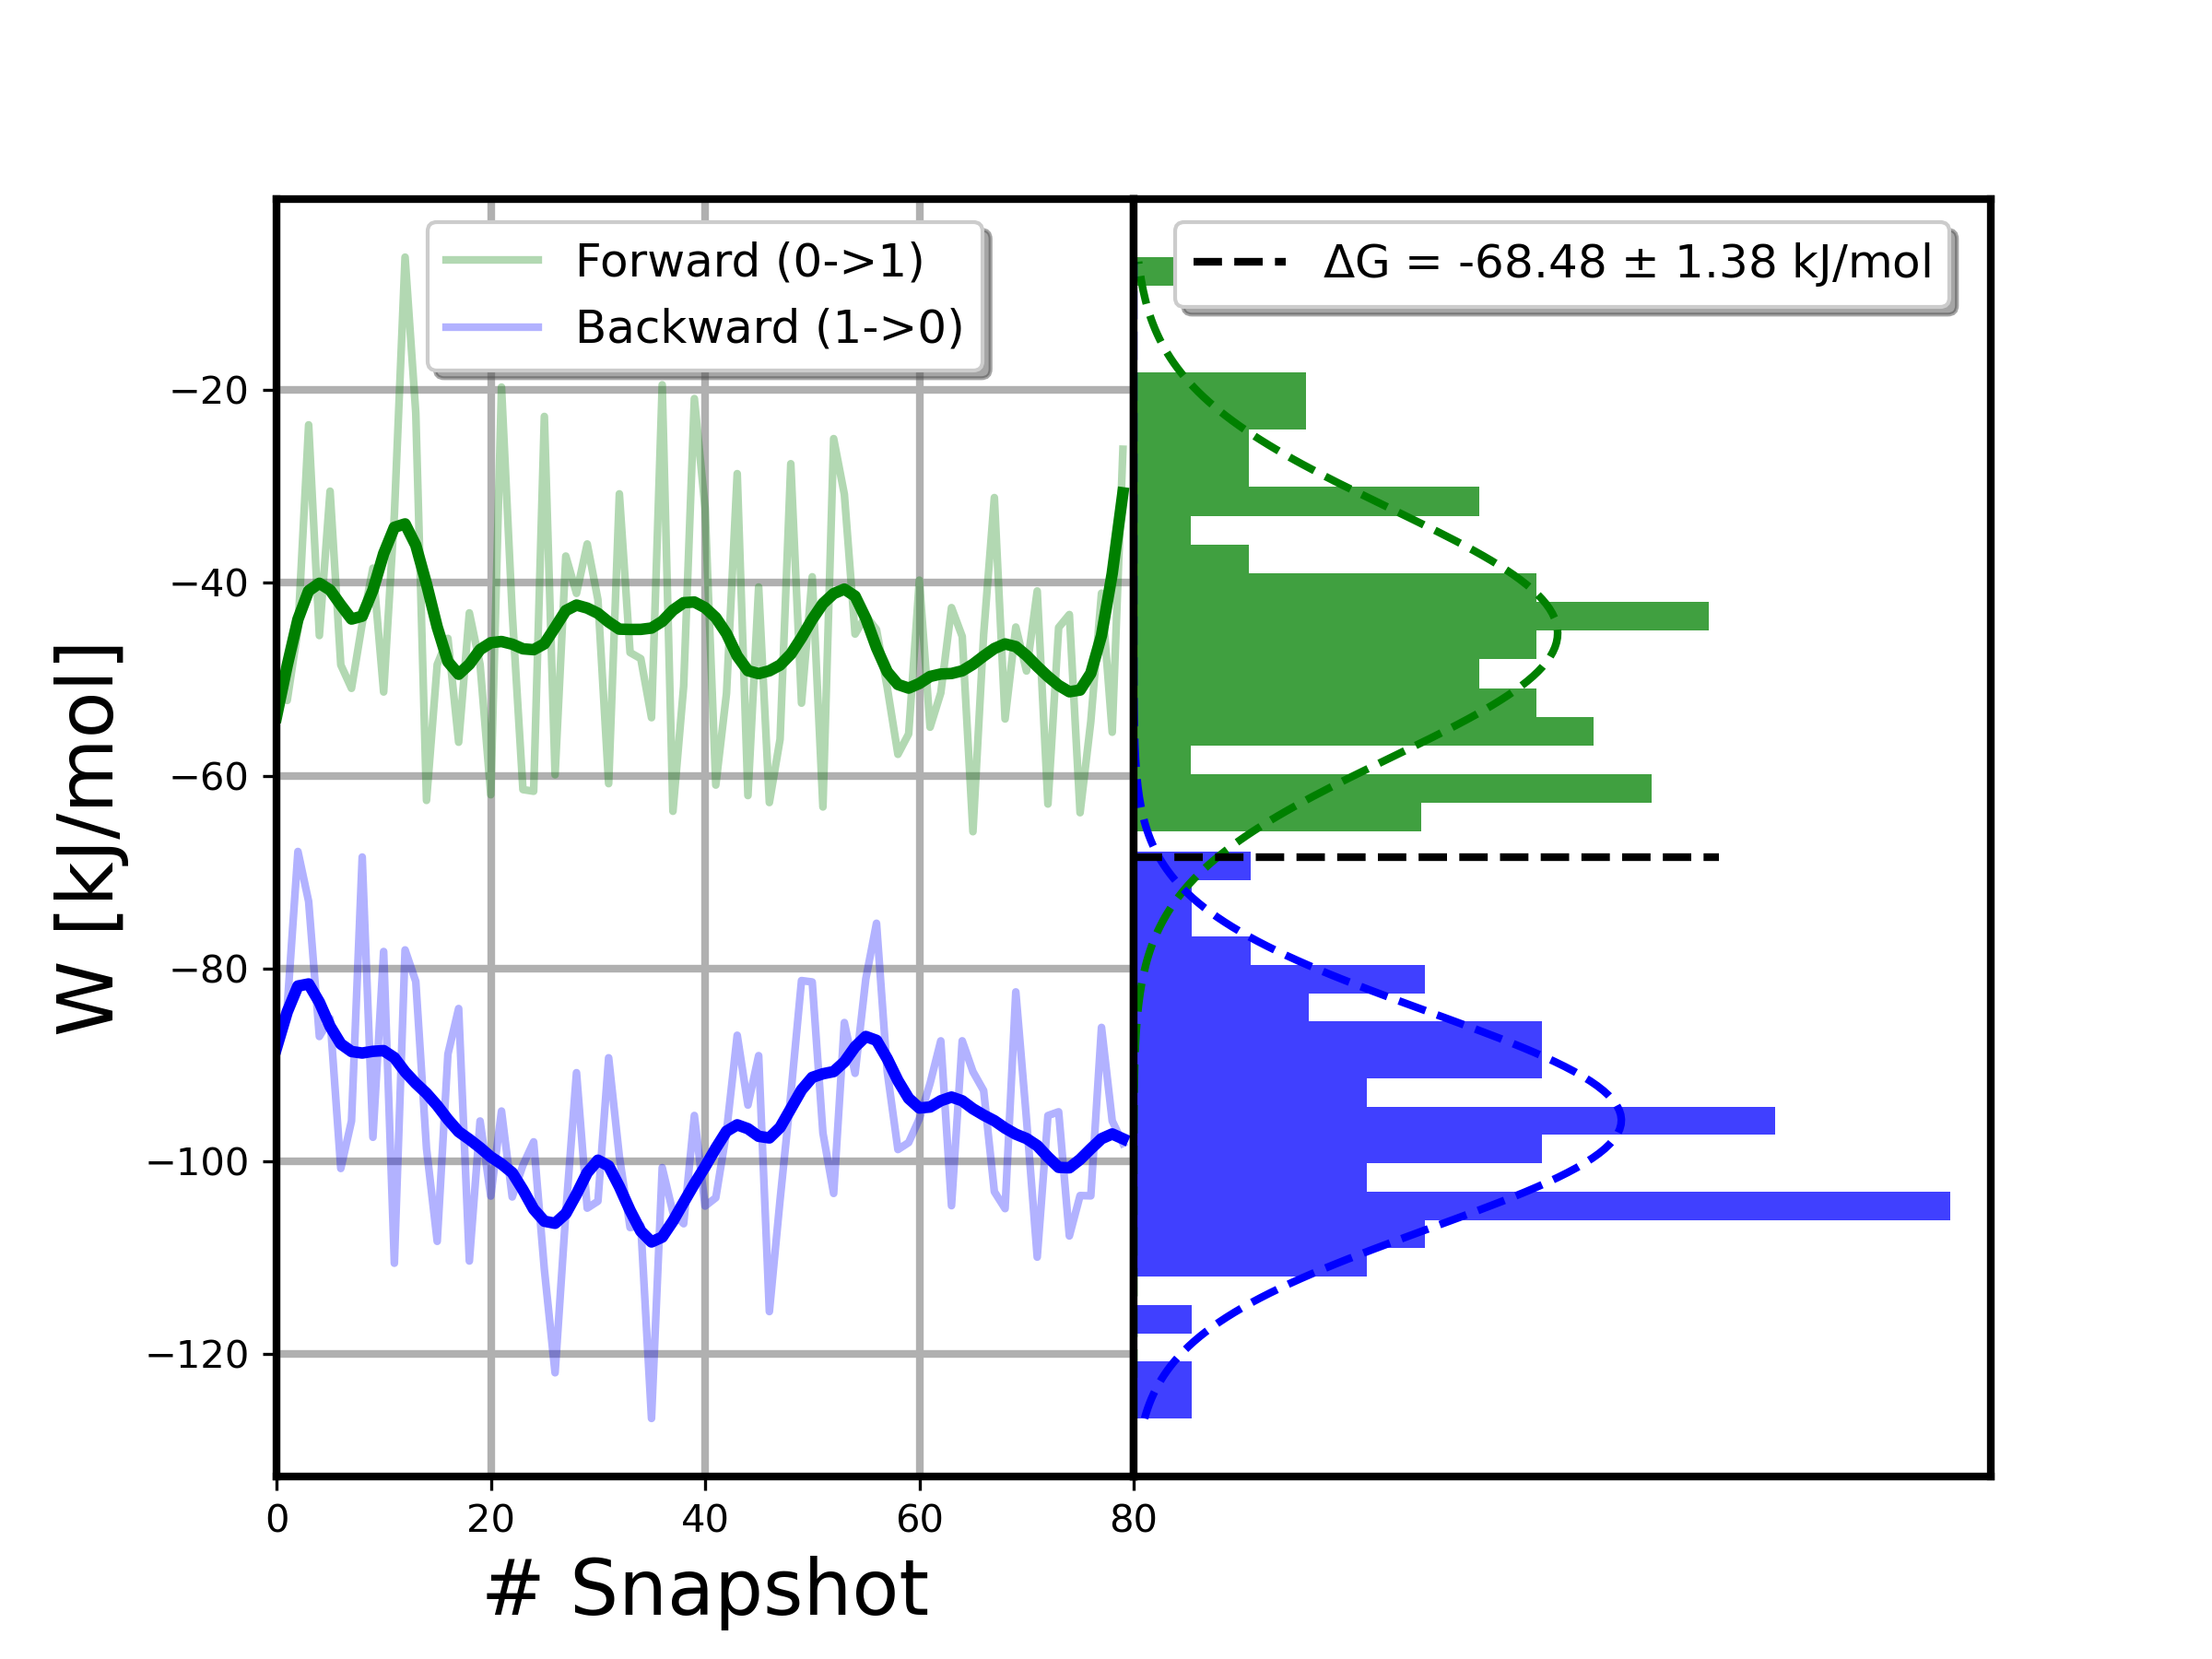 Forward (0->1)
Backward (1->0)
ΔG = -68.48 ± 1.38 kJ/mol
−20
−40
−60
−80
−100
−120
W [kJ/mol]
0 20 40 60 80
# Snapshot